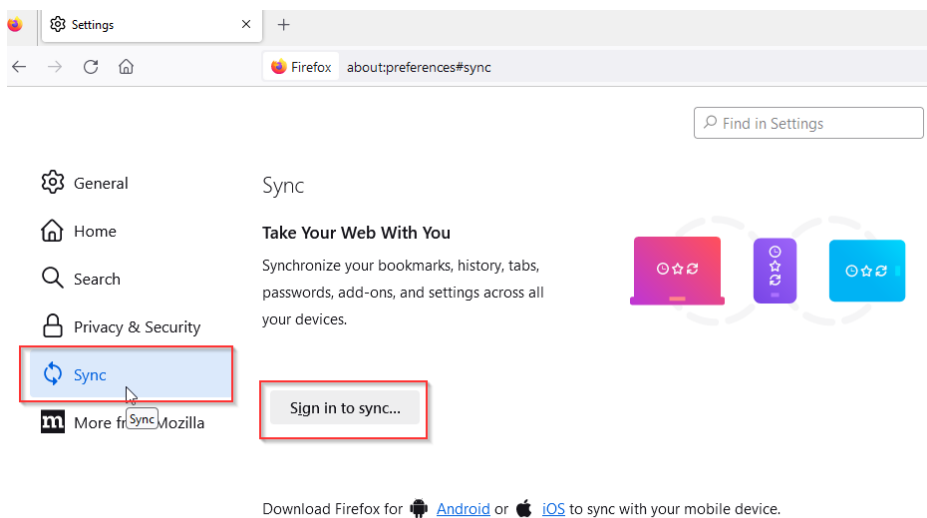 Settings
Firefox about:preferences#sync
Find in Settings
General
Home
Search
Privacy & Security
Sync
Sync
More fr Mozilla
Sync
Take Your Web With You
Synchronize your bookmarks, history, tabs,
passwords, add-ons, and settings across all
your devices.
Sign in to sync...
Download Firefox for Android or iOS to sync with your mobile device.